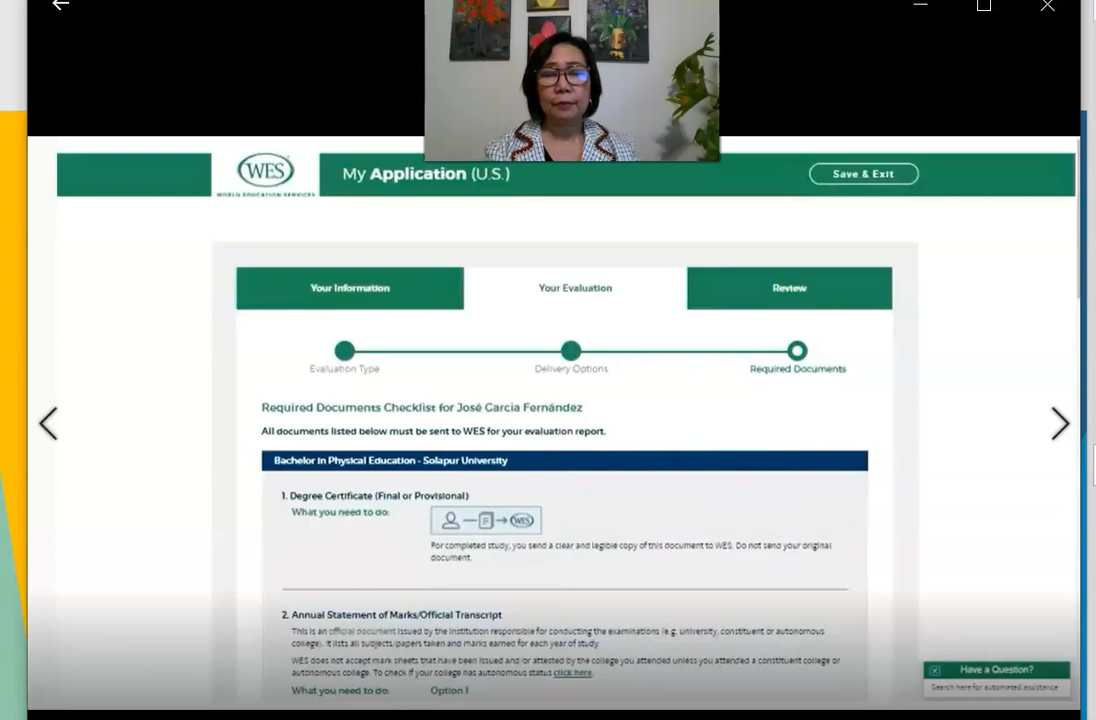 WES
WORLD EDUCATION SERVICES
My Application (U.S.)
Save & Exit
Your Information
Your Evaluation
Review
Evaluation Type
Delivery Options
Required Documents
Required Documents Checklist for José Garcia Fernández
All documents listed below must be sent to WES for your evaluation report.
Bachelor in Physical Education - Solapur University
1. Degree Certificate (Final or Provisional)
What you need to do:
WES
For completed study, you send a clear and legible copy of this document to WES. Do not send your original
document.
2. Annual Statement of Marks/Official Transcript
This is an official document issued by the institution responsible for conducting the examinations (e.g. university, constituent or autonomous
college). It lists all subjects/papers taken and marks earned for each year of study.
WES does not accept mark sheets that have been issued and/or attested by the college you attended unless you attended a constituent college or
autonomous college. To check if your college has autonomous status click here.
What you need to do:
Option 1
Have a Question?
Search here for automated assistance